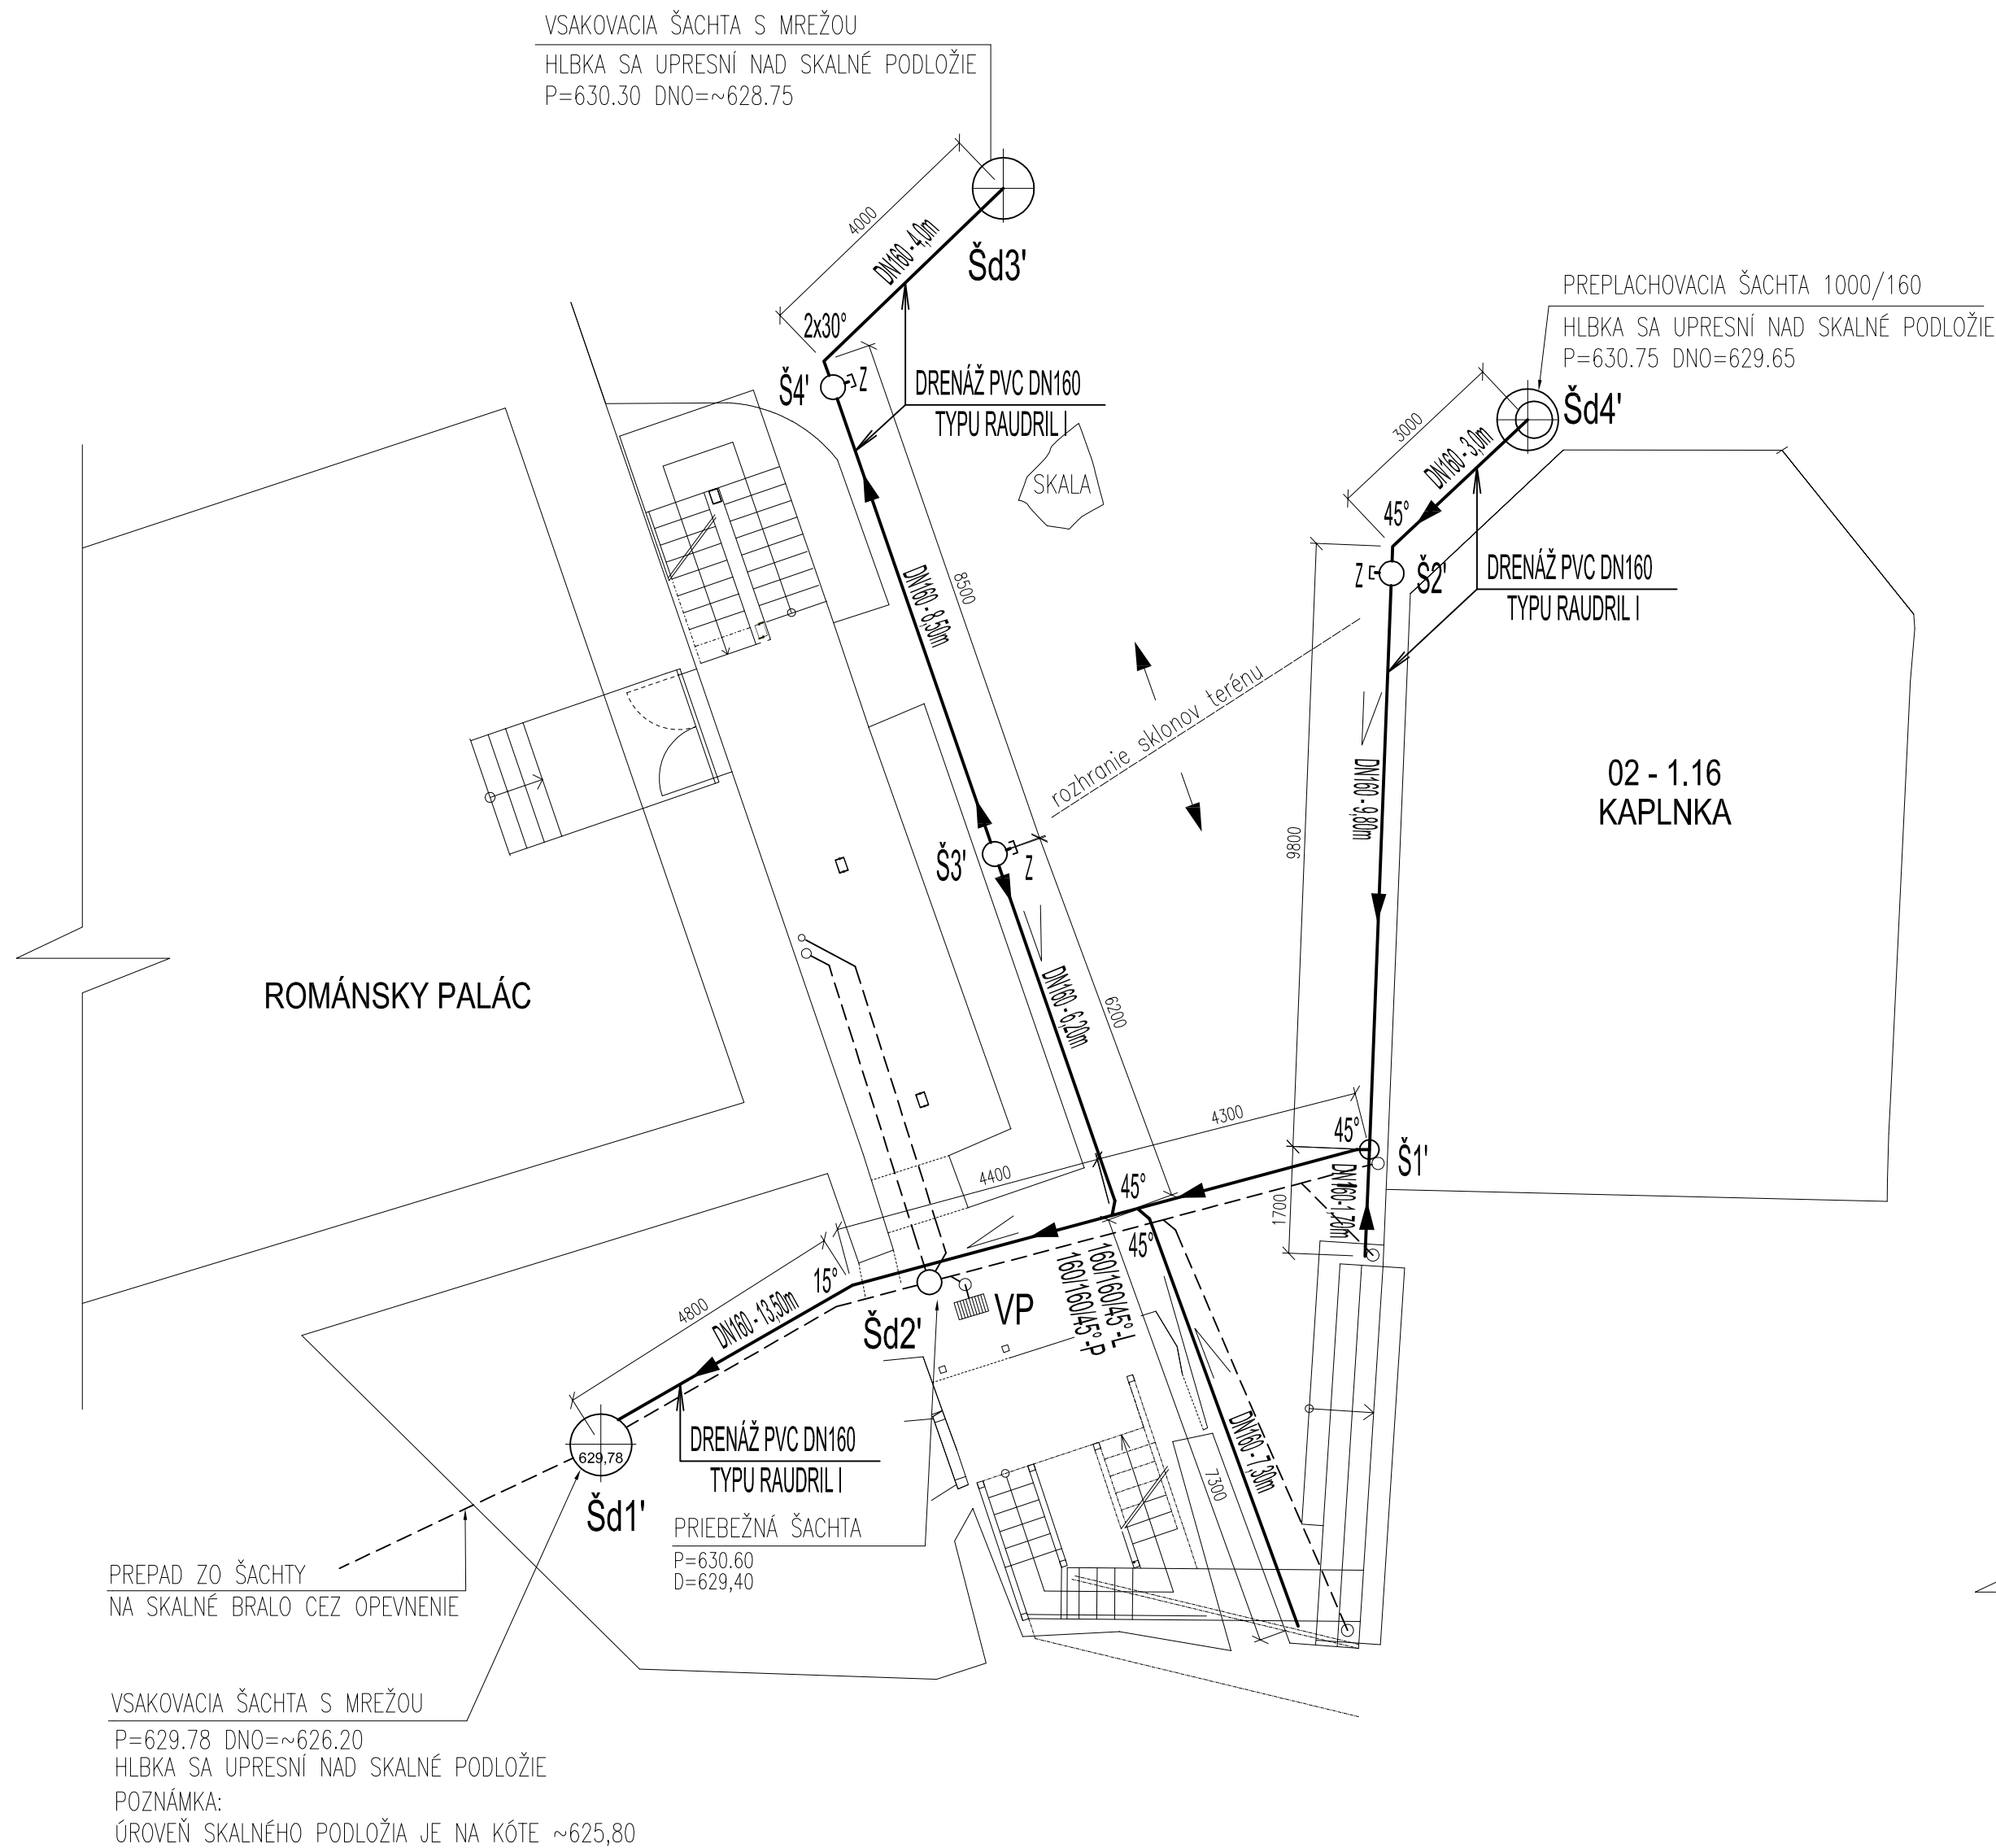 VSAKOVACIA ŠACHTA S MREŽOU
HLBKA SA UPRESNÍ NAD SKALNÉ PODLOŽIE
P=630.30 DNO=~628.75
4000
DN160 - 4,0m
Šd3'
2x30°
Š4'
Z
DRENÁŽ PVC DN160
TYPU RAUDRIL I
SKALA
PREPLACHOVACIA ŠACHTA 1000/160
HLBKA SA UPRESNÍ NAD SKALNÉ PODLOŽIE
P=630.75 DNO=629.65
Šd4'
3000
DN160 - 3,0m
45°
Z
Š2'
DRENÁŽ PVC DN160
TYPU RAUDRIL I
DN160 - 8,50m
8500
rozhranie sklonov terénu
DN160 - 9,80m
9800
02 - 1.16
KAPLNKA
Š3'
Z
ROMÁNSKY PALÁC
DN160 - 6,20m
6200
4300
45°
Š1'
4400
45°
DN160-1,70m
1700
45°
160/160/45°-L
160/160/45°-P
15°
4800
DN160 - 13,50m
Šd2'
VP
629,78
Šd1'
DRENÁŽ PVC DN160
TYPU RAUDRIL I
PRIEBEŽNÁ ŠACHTA
P=630.60
D=629,40
DN160 - 7,30m
7300
PREPAD ZO ŠACHTY
NA SKALNÉ BRALO CEZ OPEVNENIE
VSAKOVACIA ŠACHTA S MREŽOU
P=629.78 DNO=~626.20
HLBKA SA UPRESNÍ NAD SKALNÉ PODLOŽIE
POZNÁMKA:
ÚROVEŇ SKALNÉHO PODLOŽIA JE NA KÓTE ~625,80